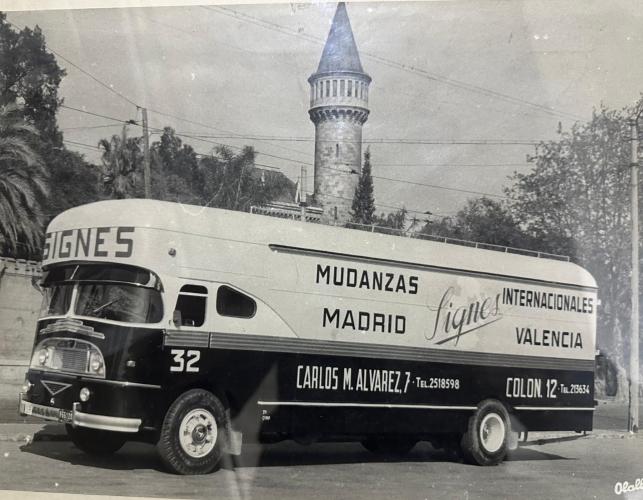 SIGNES
MUDANZAS
INTERNACIONALES
Signes
MADRID
VALENCIA
32
CARLOS M. ALVAREZ, 7 · TEL. 2518598
COLON. 12 · TEL. 213634